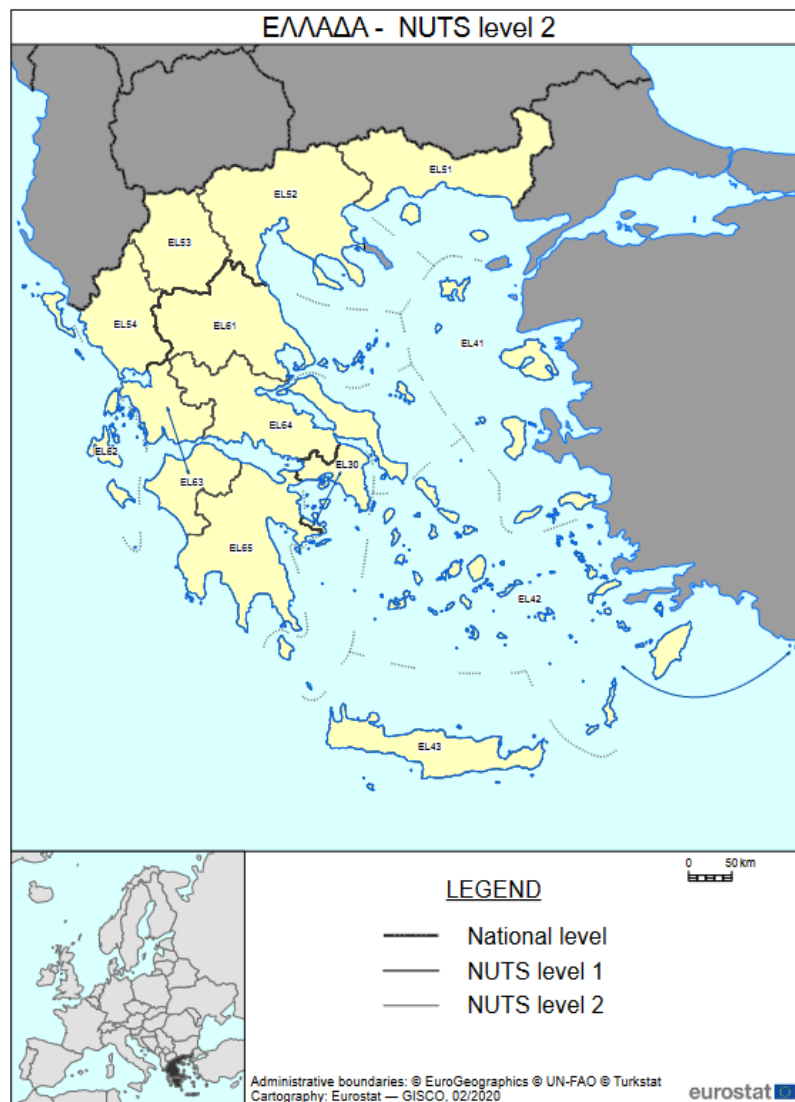 ΕΛΛΑΔΑ - NUTS level 2
EL51
EL52
EL53
EL54
EL61
EL41
EL64
EL62
EL30
EL63
EL65
EL42
EL43
0 50 km
LEGEND
National level
NUTS level 1
NUTS level 2
Administrative boundaries: © EuroGeographics © UN-FAO © Turkstat
Cartography: Eurostat — GISCO, 02/2020
eurostat